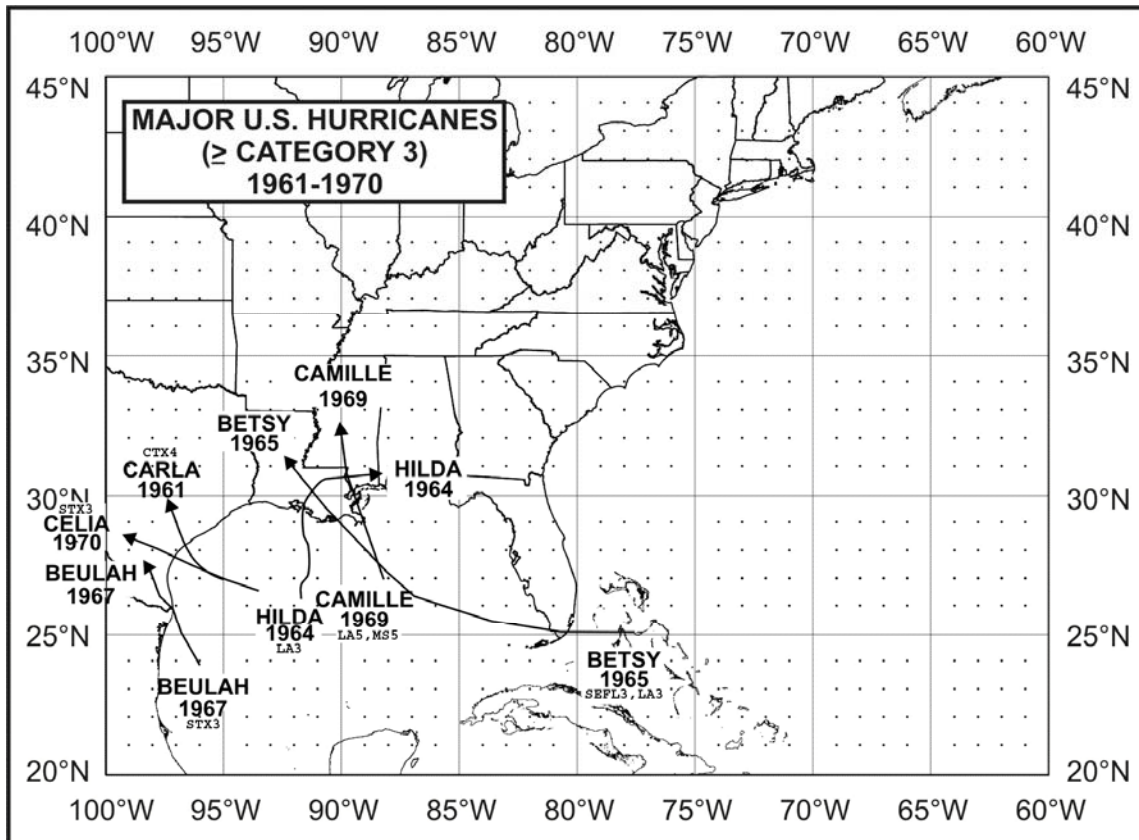 100°W 95°W 90°W 85°W 80°W 75°W 70°W 65°W 60°W
45°N 45°N
MAJOR U.S. HURRICANES
(≥ CATEGORY 3)
1961-1970
40°N 40°N
35°N 35°N
CAMILLE
1969
BETSY
1965
CTX4
CARLA
1961
HILDA
1964
30°N 30°N
STX3
CELIA
1970
BEULAH
1967
HILDA
1964
LA3
CAMILLE
1969
LA5,MS5
25°N 25°N
BETSY
1965
SEFL3,LA3
BEULAH
1967
STX3
20°N 20°N
100°W 95°W 90°W 85°W 80°W 75°W 70°W 65°W 60°W